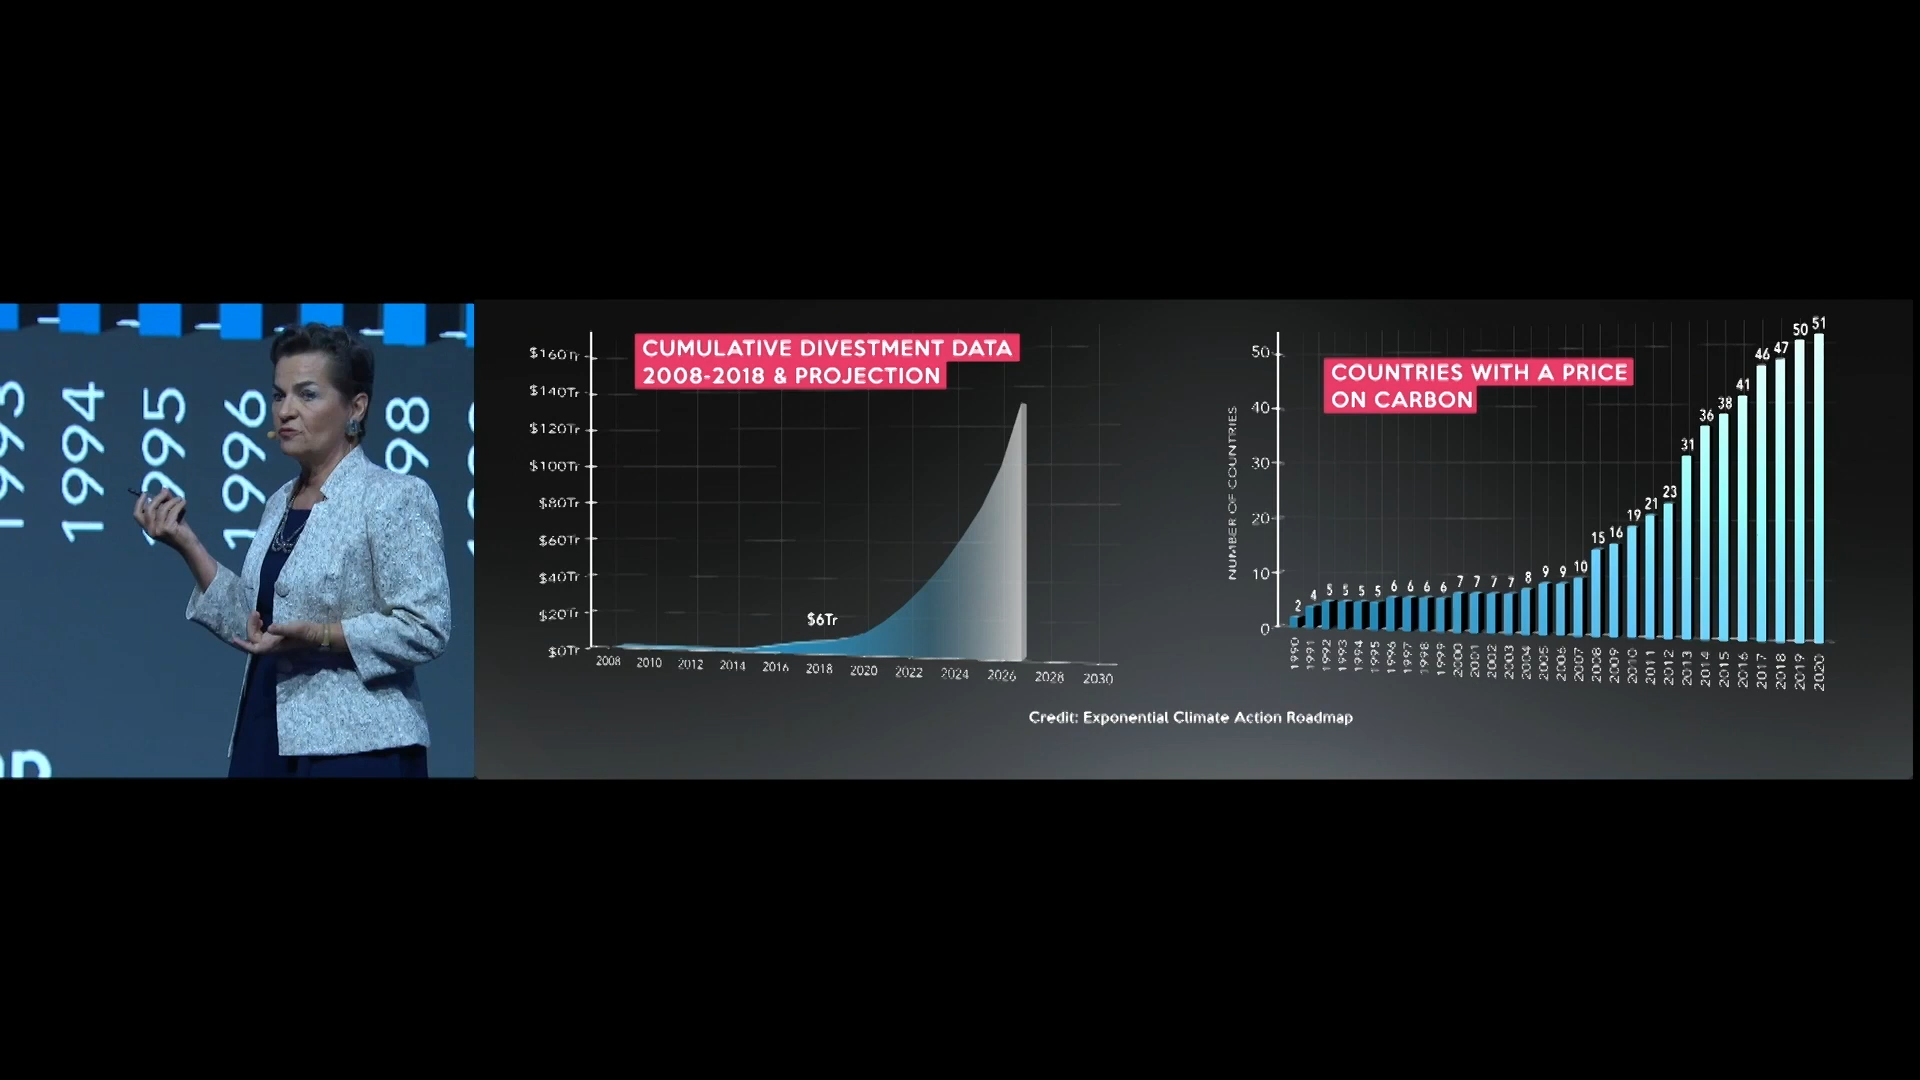 1993
1994
1995
1996
98
ap
CUMULATIVE DIVESTMENT DATA
2008-2018 & PROJECTION
$160Tr
$140Tr
$120Tr
$100Tr
$80Tr
$60Tr
$40Tr
$20Tr
$0Tr
$6Tr
2008 2010 2012 2014 2016 2018 2020 2022 2024 2026 2028 2030
COUNTRIES WITH A PRICE
ON CARBON
NUMBER OF COUNTRIES
50
40
30
20
10
0
2 4 5 5 5 5 6 6 6 6 7 7 7 7 8 9 9 10 15 16 19 21 23 31 36 38 41 46 47 50 51
1990 1991 1992 1993 1994 1995 1996 1997 1998 1999 2000 2001 2002 2003 2004 2005 2006 2007 2008 2009 2010 2011 2012 2013 2014 2015 2016 2017 2018 2019 2020
Credit: Exponential Climate Action Roadmap